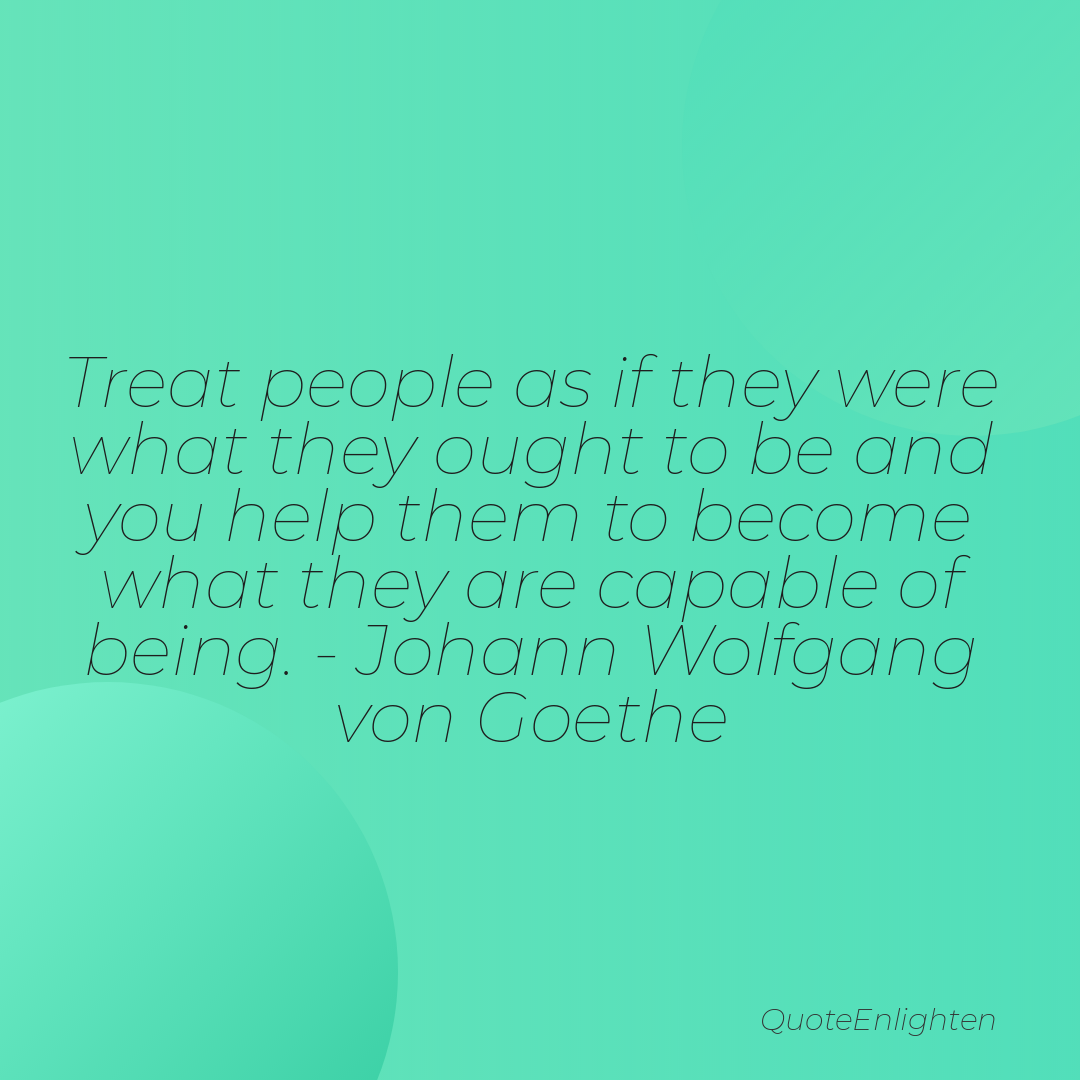 Treat people as if they were
what they ought to be and
you help them to become
what they are capable of
being. - Johann Wolfgang
von Goethe
QuoteEnlighten